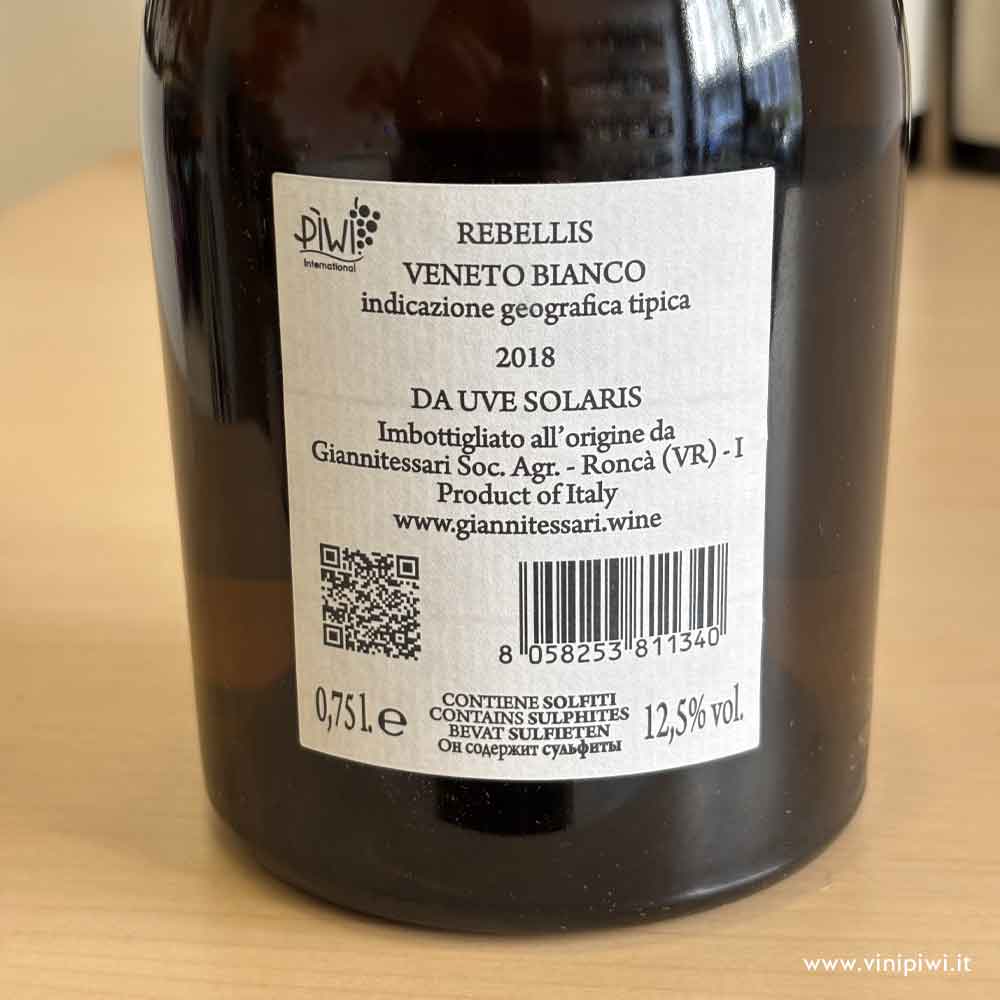 PIWI
International
REBELLIS
VENETO BIANCO
indicazione geografica tipica
2018
DA UVE SOLARIS
Imbottigliato all'origine da
Giannitessari Soc. Agr. - Roncà (VR) - I
Product of Italy
www.giannitessari.wine
8 058253 811340
0,75 l. e
CONTIENE SOLFITI
CONTAINS SULPHITES
BEVAT SULFIETEN
Он содержит сульфиты
12,5% vol.
www.vinipiwi.it